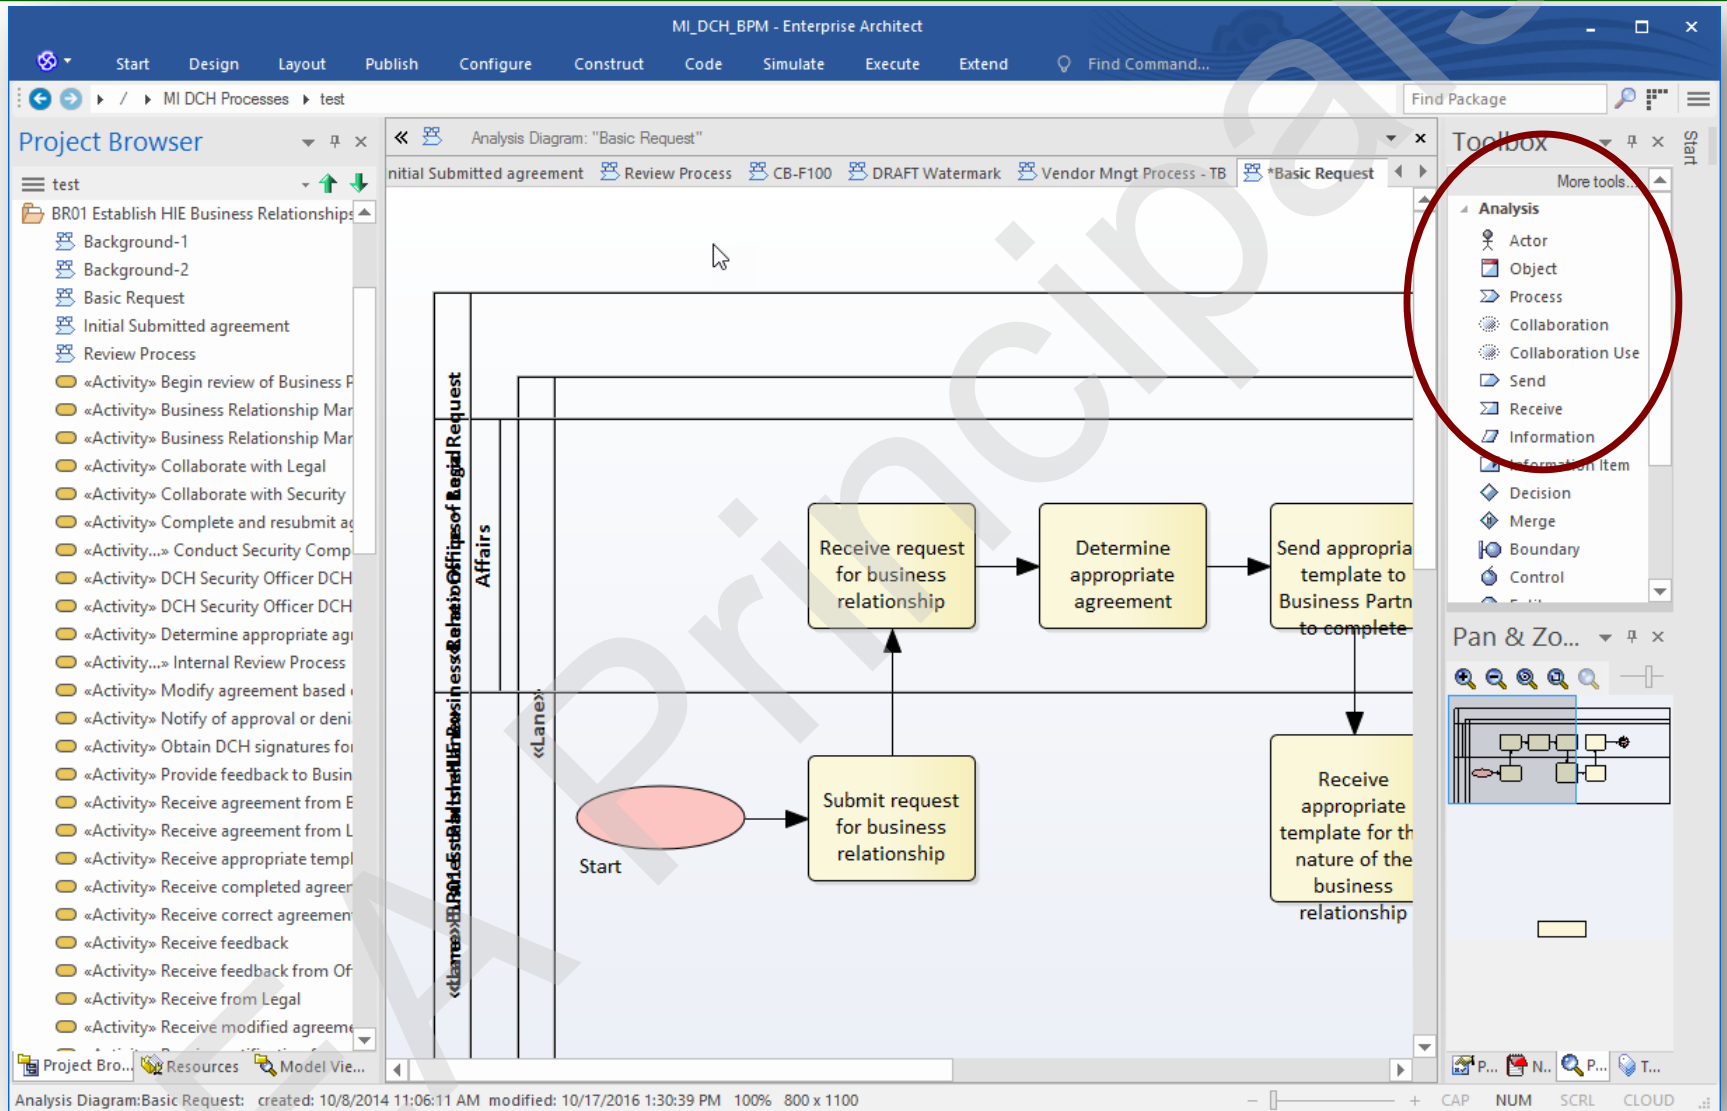 MI_DCH_BPM - Enterprise Architect
Start Design Layout Publish Configure Construct Code Simulate Execute Extend Find Command...
/ MI DCH Processes test
Find Package
Project Browser
test
BR01 Establish HIE Business Relationships
Background-1
Background-2
Basic Request
Initial Submitted agreement
Review Process
«Activity» Begin review of Business P
«Activity» Business Relationship Mar
«Activity» Business Relationship Mar
«Activity» Collaborate with Legal
«Activity» Collaborate with Security
«Activity» Complete and resubmit ag
«Activity...» Conduct Security Comp
«Activity» DCH Security Officer DCH
«Activity» DCH Security Officer DCH
«Activity» Determine appropriate agr
«Activity...» Internal Review Process
«Activity» Modify agreement based
«Activity» Notify of approval or deni
«Activity» Obtain DCH signatures for
«Activity» Provide feedback to Busin
«Activity» Receive agreement from B
«Activity» Receive agreement from L
«Activity» Receive appropriate templ
«Activity» Receive completed agreer
«Activity» Receive correct agreement
«Activity» Receive feedback
«Activity» Receive feedback from Of
«Activity» Receive from Legal
«Activity» Receive modified agreeme
Project Bro... Resources Model Vie...
Analysis Diagram: "Basic Request"
nitial Submitted agreement Review Process CB-F100 DRAFT Watermark Vendor Mngt Process - TB *Basic Request
Affairs
«Lane»
Receive request
for business
relationship
Determine
appropriate
agreement
Send appropria
template to
Business Partn
to complete
Start
Submit request
for business
relationship
Receive
appropriate
template for th
nature of the
business
relationship
Toolbox
Start
More tools...
Analysis
Actor
Object
Process
Collaboration
Collaboration Use
Send
Receive
Information
Information Item
Decision
Merge
Boundary
Control
Pan & Zo...
P... N.. P... T...
Analysis Diagram:Basic Request: created: 10/8/2014 11:06:11 AM modified: 10/17/2016 1:30:39 PM 100% 800 x 1100
CAP NUM SCRL CLOUD
EA Principals